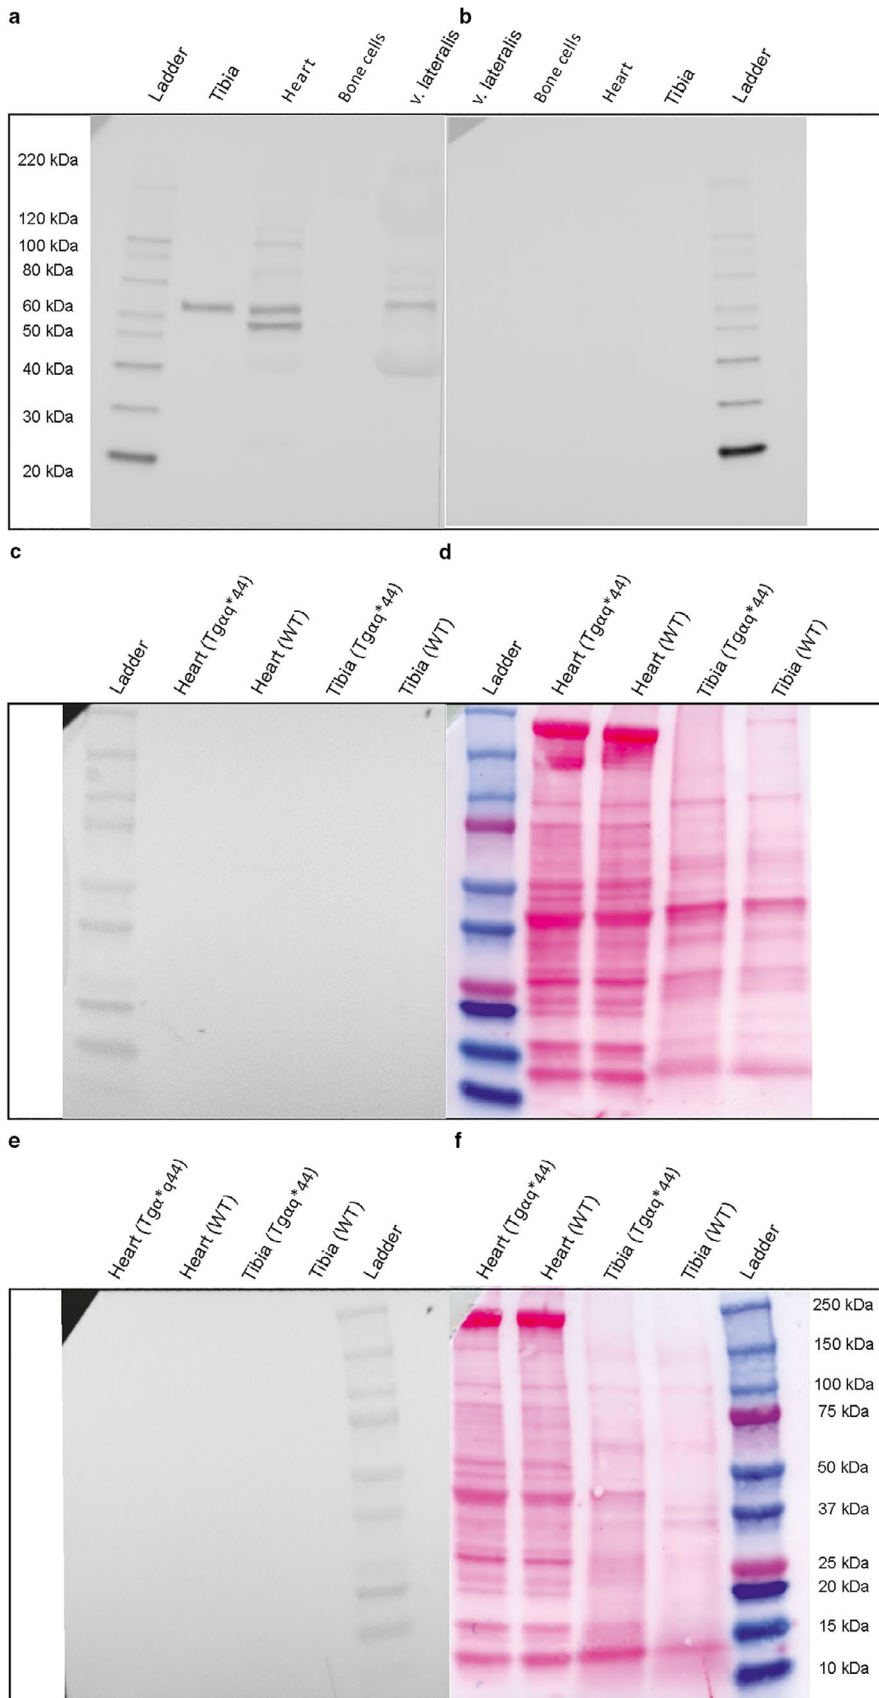 a
b
Ladder
Tibia
Heart
Bone cells
v. lateralis
v. lateralis
Bone cells
Heart
Tibia
Ladder
220 kDa
120 kDa
100 kDa
80 kDa
60 kDa
50 kDa
40 kDa
30 kDa
20 kDa
c
d
Ladder
Heart (Tgαq*44)
Heart (WT)
Tibia (Tgαq*44)
Tibia (WT)
Ladder
Heart (Tgαq*44)
Heart (WT)
Tibia (Tgαq*44)
Tibia (WT)
e
f
Heart (Tgα*q44)
Heart (WT)
Tibia (Tgαq*44)
Tibia (WT)
Ladder
Heart (Tgαq*44)
Heart (WT)
Tibia (Tgαq*44)
Tibia (WT)
Ladder
250 kDa
150 kDa
100 kDa
75 kDa
50 kDa
37 kDa
25 kDa
20 kDa
15 kDa
10 kDa